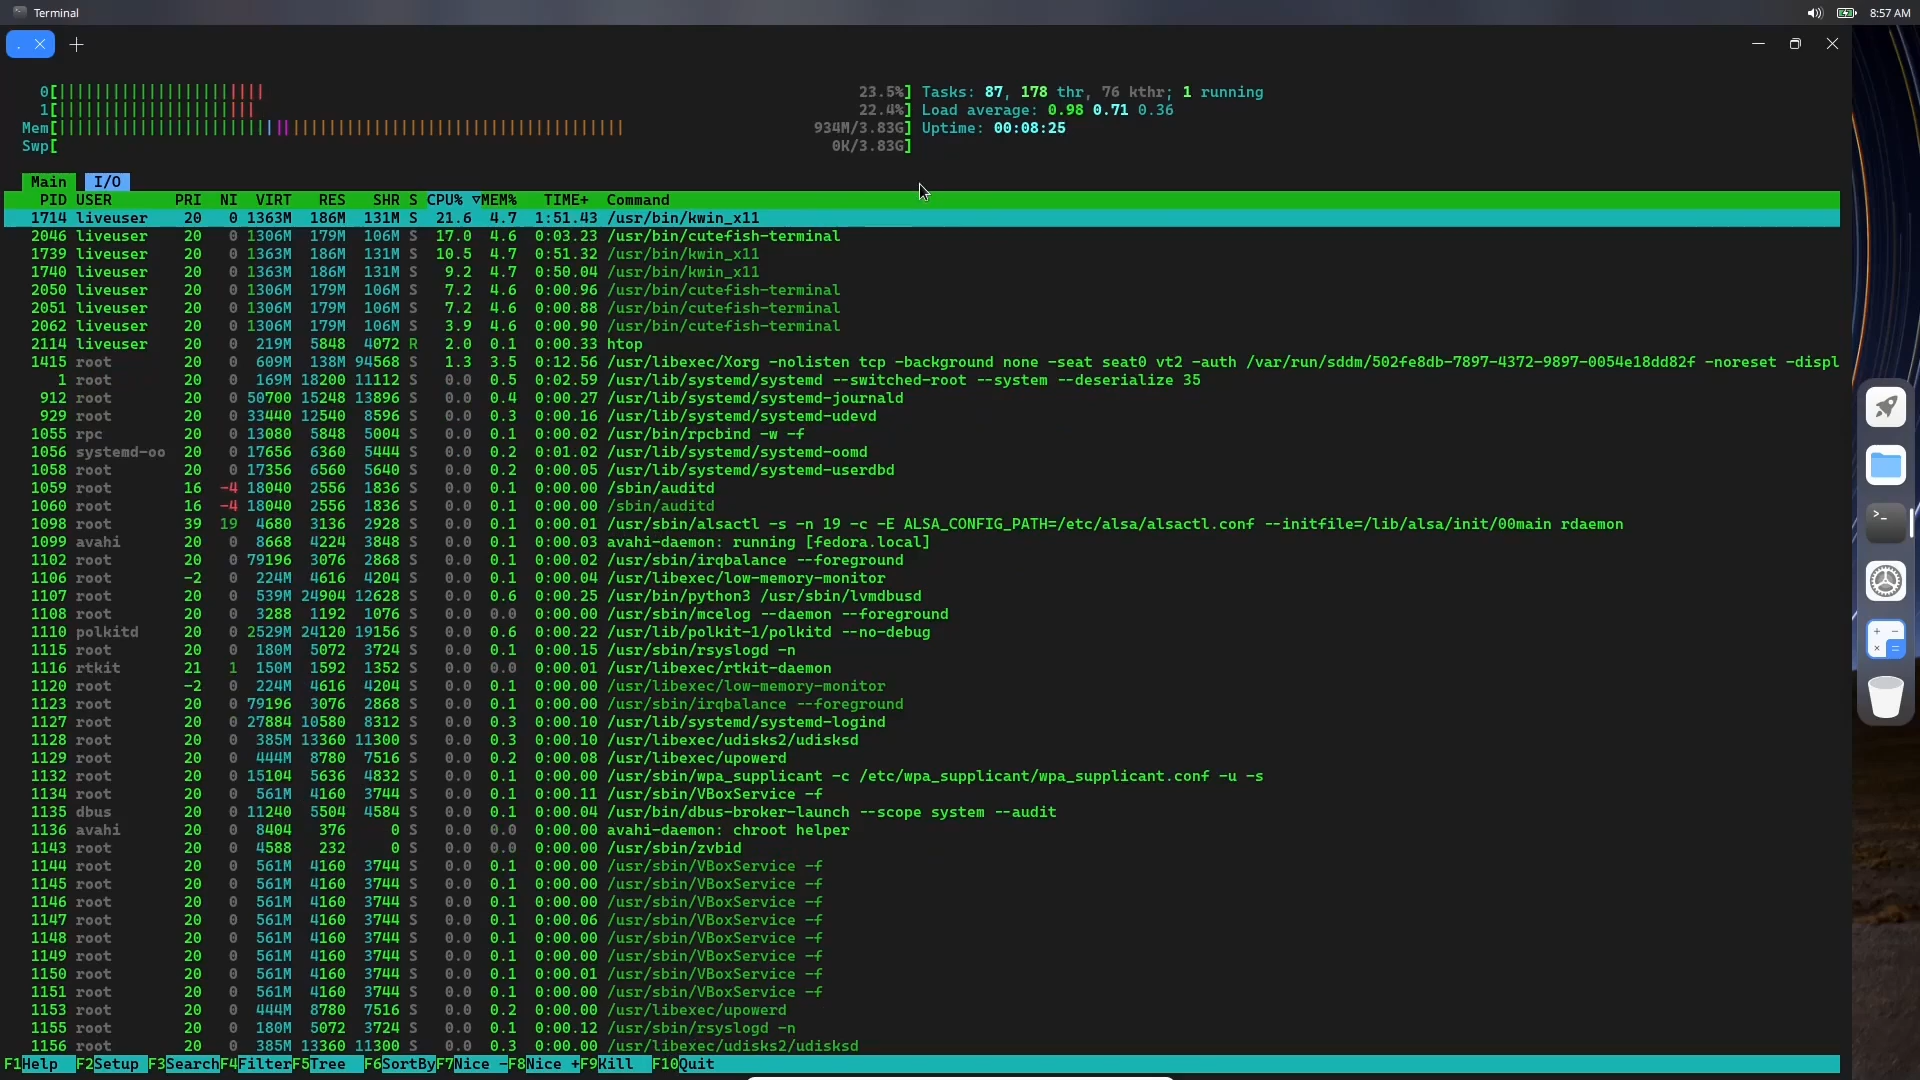 Terminal
8:57 AM
.
0[|||||||||||||||||||||||23.5%] Tasks: 87, 178 thr, 76 kthr; 1 running
1[||||||||||||||||||||||22.4%] Load average: 0.98 0.71 0.36
Mem[|||||||||||||||||||||||||||||||||||||||||||||||||||||||||||||||934M/3.83G] Uptime: 00:08:25
Swp[0K/3.83G]
Main I/O
PID USER PRI NI VIRT RES SHR S CPU% ▽MEM% TIME+ Command
1714 liveuser 20 0 1363M 186M 131M S 21.6 4.7 1:51.43 /usr/bin/kwin_x11
2046 liveuser 20 0 1306M 179M 106M S 17.0 4.6 0:03.23 /usr/bin/cutefish-terminal
1739 liveuser 20 0 1363M 186M 131M S 10.5 4.7 0:51.32 /usr/bin/kwin_x11
1740 liveuser 20 0 1363M 186M 131M S 9.2 4.7 0:50.04 /usr/bin/kwin_x11
2050 liveuser 20 0 1306M 179M 106M S 7.2 4.6 0:00.96 /usr/bin/cutefish-terminal
2051 liveuser 20 0 1306M 179M 106M S 7.2 4.6 0:00.88 /usr/bin/cutefish-terminal
2062 liveuser 20 0 1306M 179M 106M S 3.9 4.6 0:00.90 /usr/bin/cutefish-terminal
2114 liveuser 20 0 219M 5848 4072 R 2.0 0.1 0:00.33 htop
1415 root 20 0 609M 138M 94568 S 1.3 3.5 0:12.56 /usr/libexec/Xorg -nolisten tcp -background none -seat seat0 vt2 -auth /var/run/sddm/502fe8db-7897-4372-9897-0054e18dd82f -noreset -displ
1 root 20 0 169M 18200 11112 S 0.0 0.5 0:02.59 /usr/lib/systemd/systemd --switched-root --system --deserialize 35
912 root 20 0 50700 15248 13896 S 0.0 0.4 0:00.27 /usr/lib/systemd/systemd-journald
929 root 20 0 33440 12540 8596 S 0.0 0.3 0:00.16 /usr/lib/systemd/systemd-udevd
1055 rpc 20 0 13080 5848 5004 S 0.0 0.1 0:00.02 /usr/bin/rpcbind -w -f
1056 systemd-oo 20 0 17656 6360 5444 S 0.0 0.2 0:01.02 /usr/lib/systemd/systemd-oomd
1058 root 20 0 17356 6560 5640 S 0.0 0.2 0:00.05 /usr/lib/systemd/systemd-userdbd
1059 root 16 -4 18040 2556 1836 S 0.0 0.1 0:00.00 /sbin/auditd
1060 root 16 -4 18040 2556 1836 S 0.0 0.1 0:00.00 /sbin/auditd
1098 root 39 19 4680 3136 2928 S 0.0 0.1 0:00.01 /usr/sbin/alsactl -s -n 19 -c -E ALSA_CONFIG_PATH=/etc/alsa/alsactl.conf --initfile=/lib/alsa/init/00main rdaemon
1099 avahi 20 0 8668 4224 3848 S 0.0 0.1 0:00.03 avahi-daemon: running [fedora.local]
1102 root 20 0 79196 3076 2868 S 0.0 0.1 0:00.02 /usr/sbin/irqbalance --foreground
1106 root -2 0 224M 4616 4204 S 0.0 0.1 0:00.04 /usr/libexec/low-memory-monitor
1107 root 20 0 539M 24904 12628 S 0.0 0.6 0:00.25 /usr/bin/python3 /usr/sbin/lvmdbusd
1108 root 20 0 3288 1192 1076 S 0.0 0.0 0:00.00 /usr/sbin/mcelog --daemon --foreground
1110 polkitd 20 0 2529M 24120 19156 S 0.0 0.6 0:00.22 /usr/lib/polkit-1/polkitd --no-debug
1115 root 20 0 180M 5072 3724 S 0.0 0.1 0:00.15 /usr/sbin/rsyslogd -n
1116 rtkit 21 1 150M 1592 1352 S 0.0 0.0 0:00.01 /usr/libexec/rtkit-daemon
1120 root -2 0 224M 4616 4204 S 0.0 0.1 0:00.00 /usr/libexec/low-memory-monitor
1123 root 20 0 79196 3076 2868 S 0.0 0.1 0:00.00 /usr/sbin/irqbalance --foreground
1127 root 20 0 27884 10580 8312 S 0.0 0.3 0:00.10 /usr/lib/systemd/systemd-logind
1128 root 20 0 385M 13360 11300 S 0.0 0.3 0:00.10 /usr/libexec/udisks2/udisksd
1129 root 20 0 444M 8780 7516 S 0.0 0.2 0:00.08 /usr/libexec/upowerd
1132 root 20 0 15104 5636 4832 S 0.0 0.1 0:00.00 /usr/sbin/wpa_supplicant -c /etc/wpa_supplicant/wpa_supplicant.conf -u -s
1134 root 20 0 561M 4160 3744 S 0.0 0.1 0:00.11 /usr/sbin/VBoxService -f
1135 dbus 20 0 11240 5504 4584 S 0.0 0.1 0:00.04 /usr/bin/dbus-broker-launch --scope system --audit
1136 avahi 20 0 8404 376 0 S 0.0 0.0 0:00.00 avahi-daemon: chroot helper
1143 root 20 0 4588 232 0 S 0.0 0.0 0:00.00 /usr/sbin/zvbid
1144 root 20 0 561M 4160 3744 S 0.0 0.1 0:00.00 /usr/sbin/VBoxService -f
1145 root 20 0 561M 4160 3744 S 0.0 0.1 0:00.00 /usr/sbin/VBoxService -f
1146 root 20 0 561M 4160 3744 S 0.0 0.1 0:00.00 /usr/sbin/VBoxService -f
1147 root 20 0 561M 4160 3744 S 0.0 0.1 0:00.06 /usr/sbin/VBoxService -f
1148 root 20 0 561M 4160 3744 S 0.0 0.1 0:00.00 /usr/sbin/VBoxService -f
1149 root 20 0 561M 4160 3744 S 0.0 0.1 0:00.00 /usr/sbin/VBoxService -f
1150 root 20 0 561M 4160 3744 S 0.0 0.1 0:00.01 /usr/sbin/VBoxService -f
1151 root 20 0 561M 4160 3744 S 0.0 0.1 0:00.00 /usr/sbin/VBoxService -f
1153 root 20 0 444M 8780 7516 S 0.0 0.2 0:00.00 /usr/libexec/upowerd
1155 root 20 0 180M 5072 3724 S 0.0 0.1 0:00.12 /usr/sbin/rsyslogd -n
1156 root 20 0 385M 13360 11300 S 0.0 0.3 0:00.00 /usr/libexec/udisks2/udisksd
F1Help F2Setup F3SearchF4FilterF5Tree F6SortByF7Nice -F8Nice +F9Kill F10Quit